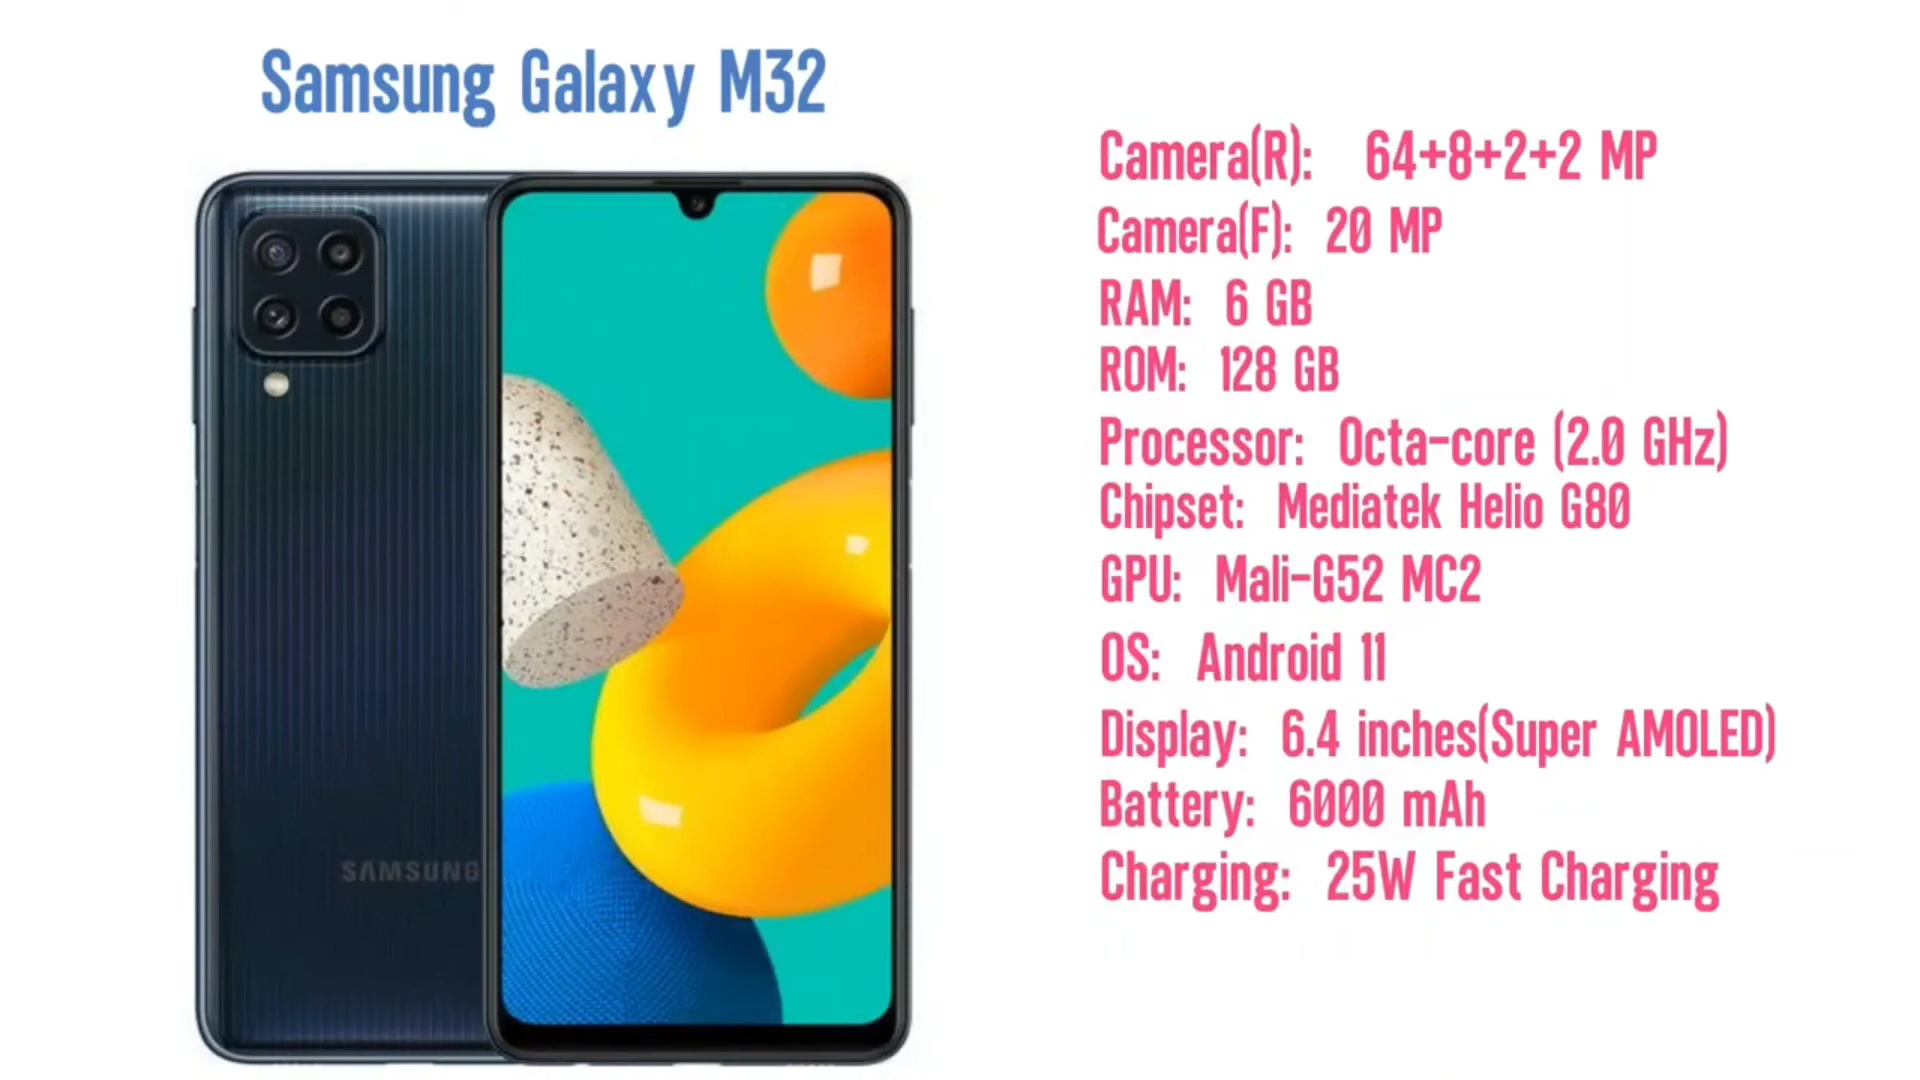 Samsung Galaxy M32
SAMSUNG
Camera(R): 64+8+2+2 MP
Camera(F): 20 MP
RAM: 6 GB
ROM: 128 GB
Processor: Octa-core (2.0 GHz)
Chipset: Mediatek Helio G80
GPU: Mali-G52 MC2
OS: Android 11
Display: 6.4 inches(Super AMOLED)
Battery: 6000 mAh
Charging: 25W Fast Charging